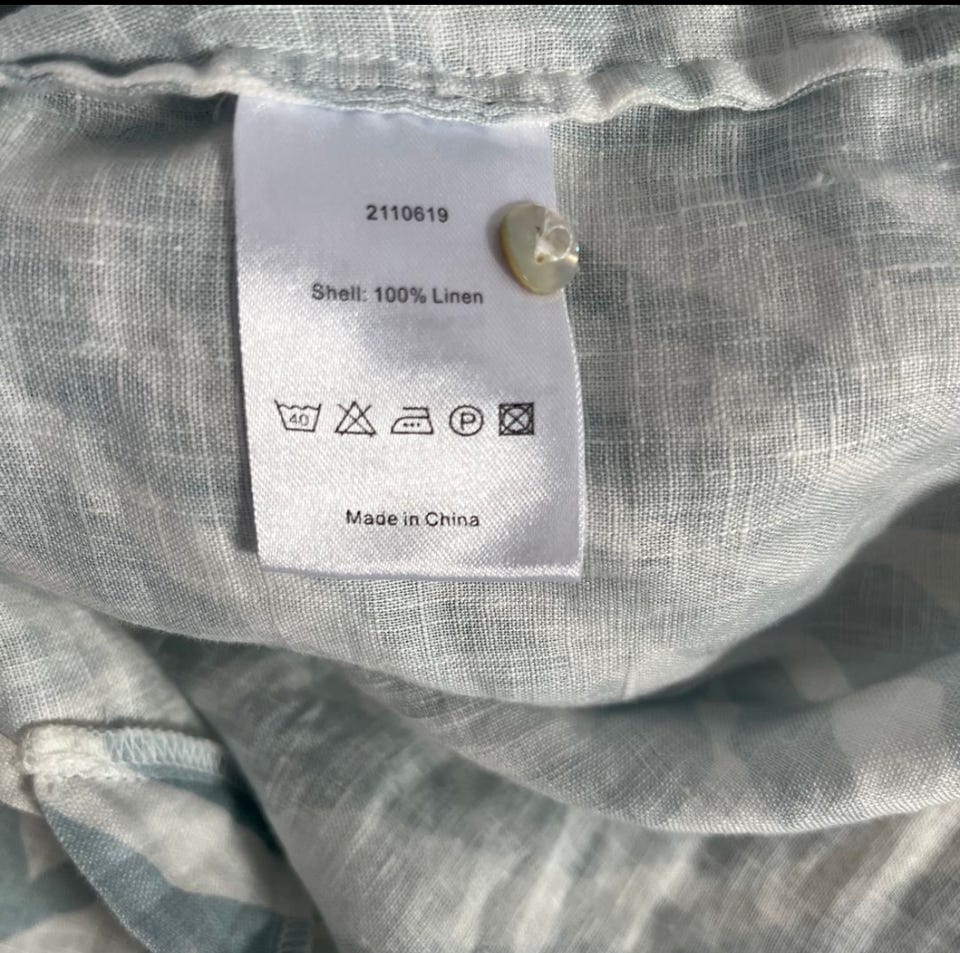 2110619
Shell: 100% Linen
40 P
Made in China